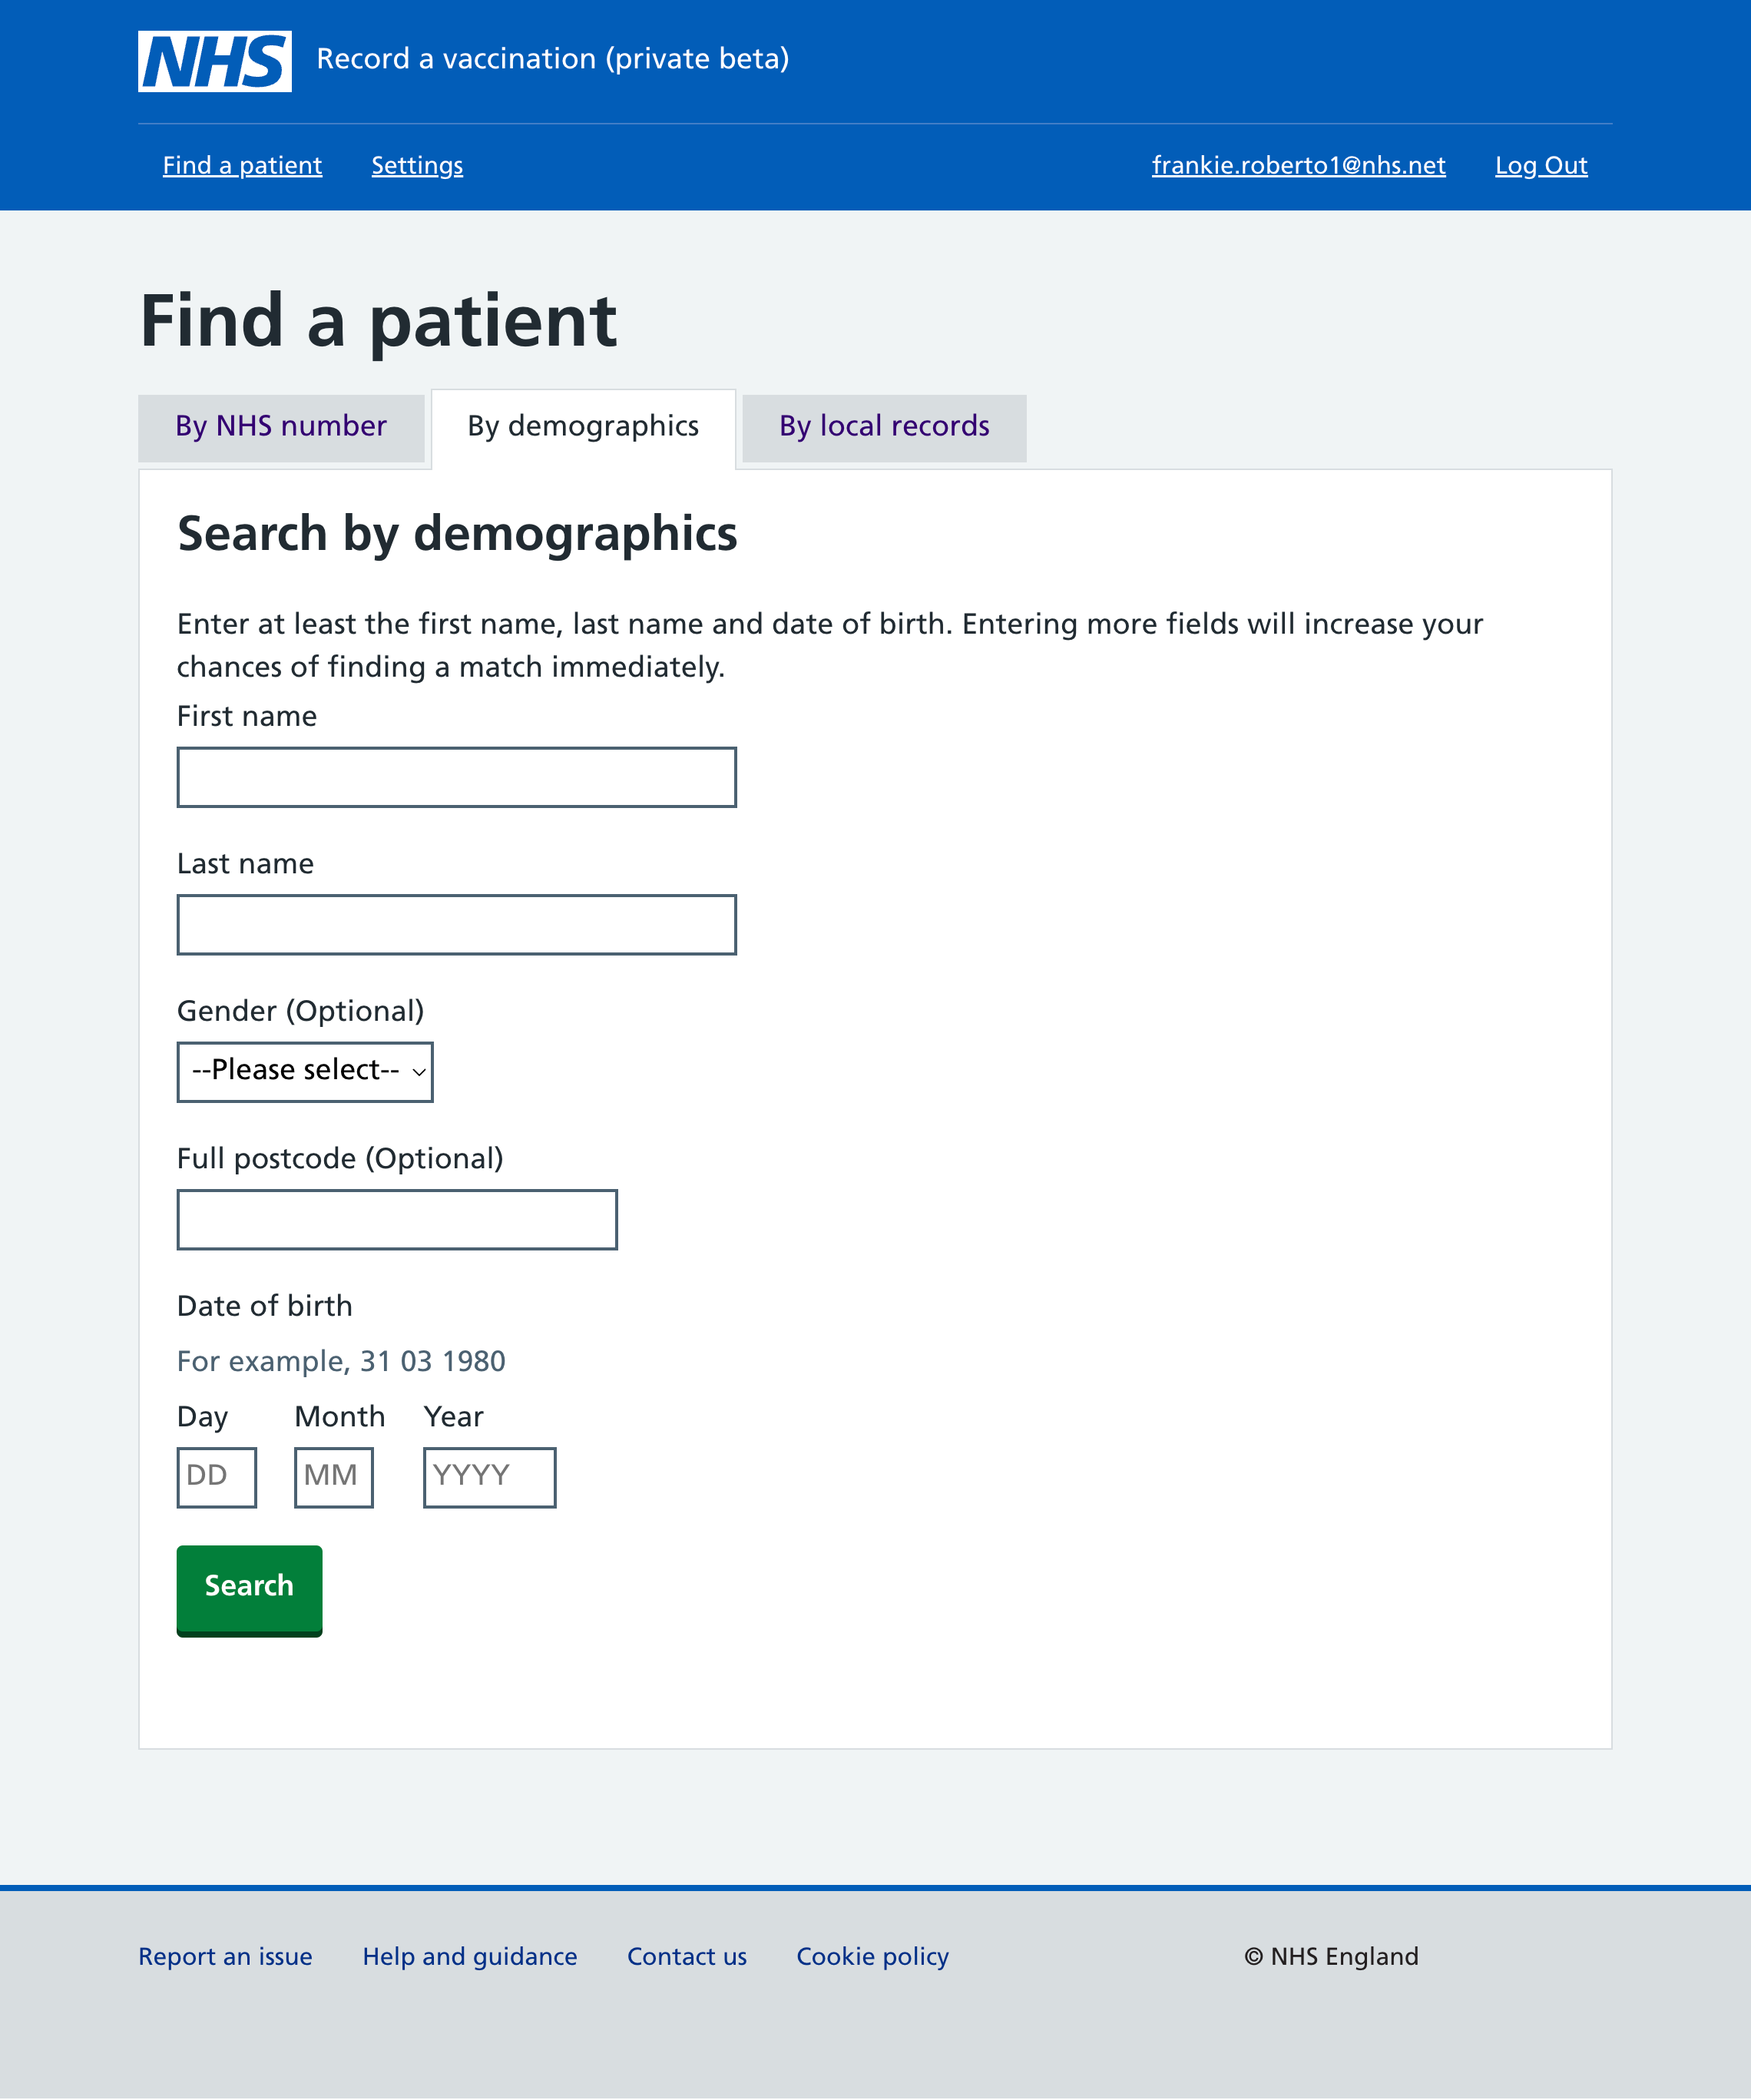 NHS Record a vaccination (private beta)
Find a patient Settings frankie.roberto1@nhs.net Log Out
Find a patient
By NHS number By demographics By local records
Search by demographics
Enter at least the first name, last name and date of birth. Entering more fields will increase your
chances of finding a match immediately.
First name
Last name
Gender (Optional)
--Please select--
Full postcode (Optional)
Date of birth
For example, 31 03 1980
Day Month Year
DD MM YYYY
Search
Report an issue Help and guidance Contact us Cookie policy © NHS England